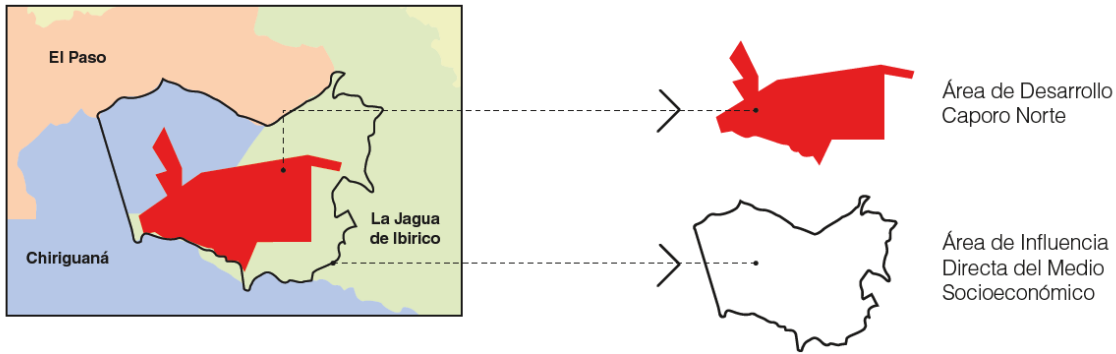 El Paso
La Jagua
de Ibirico
Chiriguaná
Área de Desarrollo
Caporo Norte
Área de Influencia
Directa del Medio
Socioeconómico